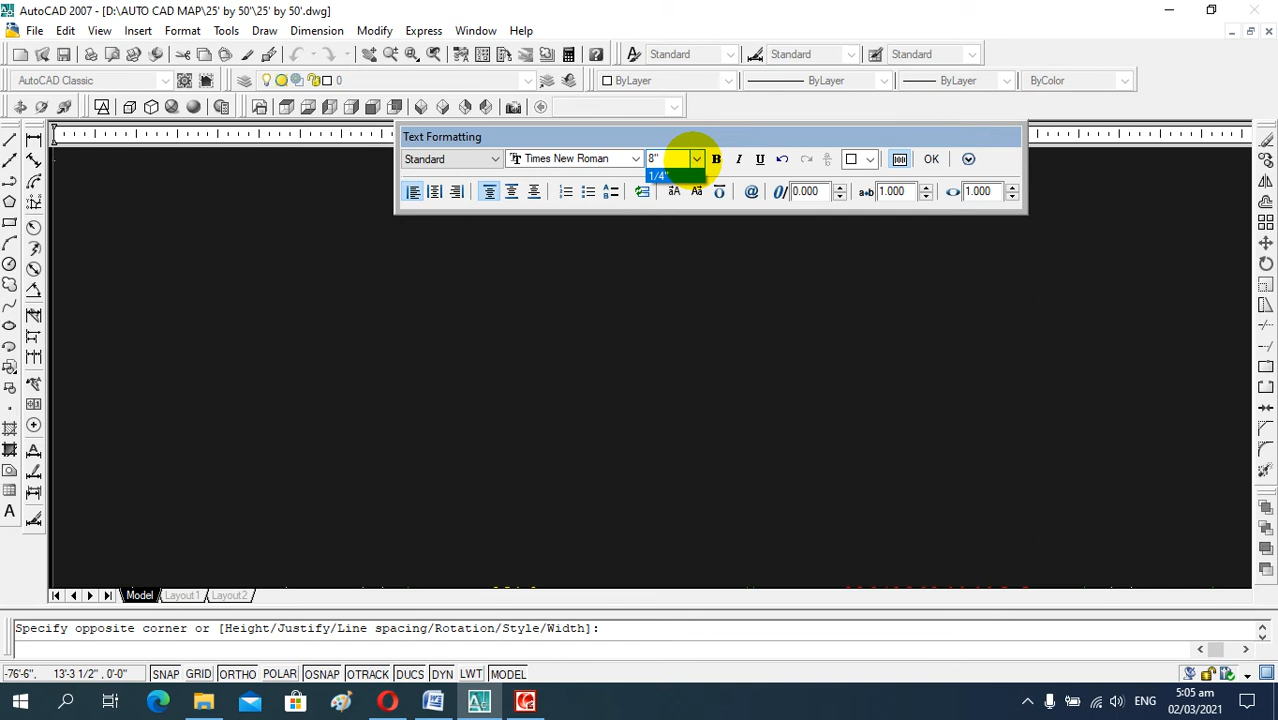 AutoCAD 2007 - [D:\AUTO CAD MAP\25' by 50'\25' by 50'.dwg]
File Edit View Insert Format Tools Draw Dimension Modify Express Window Help
Standard Standard Standard
AutoCAD Classic 0 ByLayer ByLayer ByLayer ByColor
Text Formatting
Standard Times New Roman 8" B I U OK
1/4"
@ 0/ 0.000 a+b 1.000 1.000
A
Model Layout1 Layout2
Specify opposite corner or [Height/Justify/Line spacing/Rotation/Style/Width]:
-76'-6", 13'-3 1/2", 0'-0" SNAP GRID ORTHO POLAR OSNAP OTRACK DUCS DYN LWT MODEL
ENG 5:05 am
02/03/2021